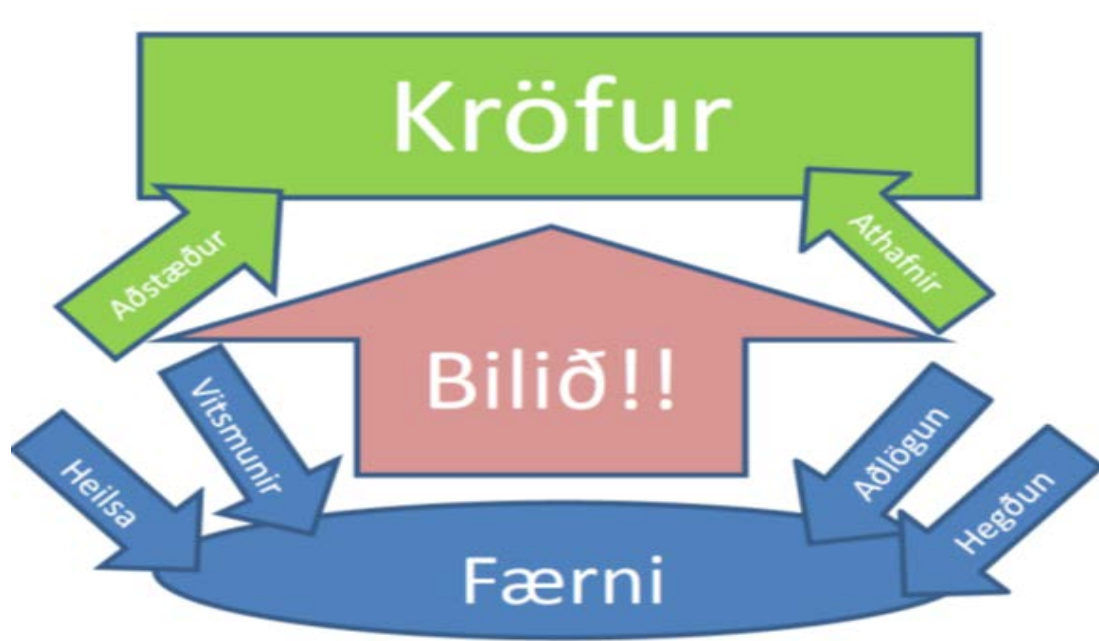 Kröfur
Aðstæður
Athafnir
Bilið!!
Vitsmunir
Heilsa
Aðlögun
Hegðun
Færni